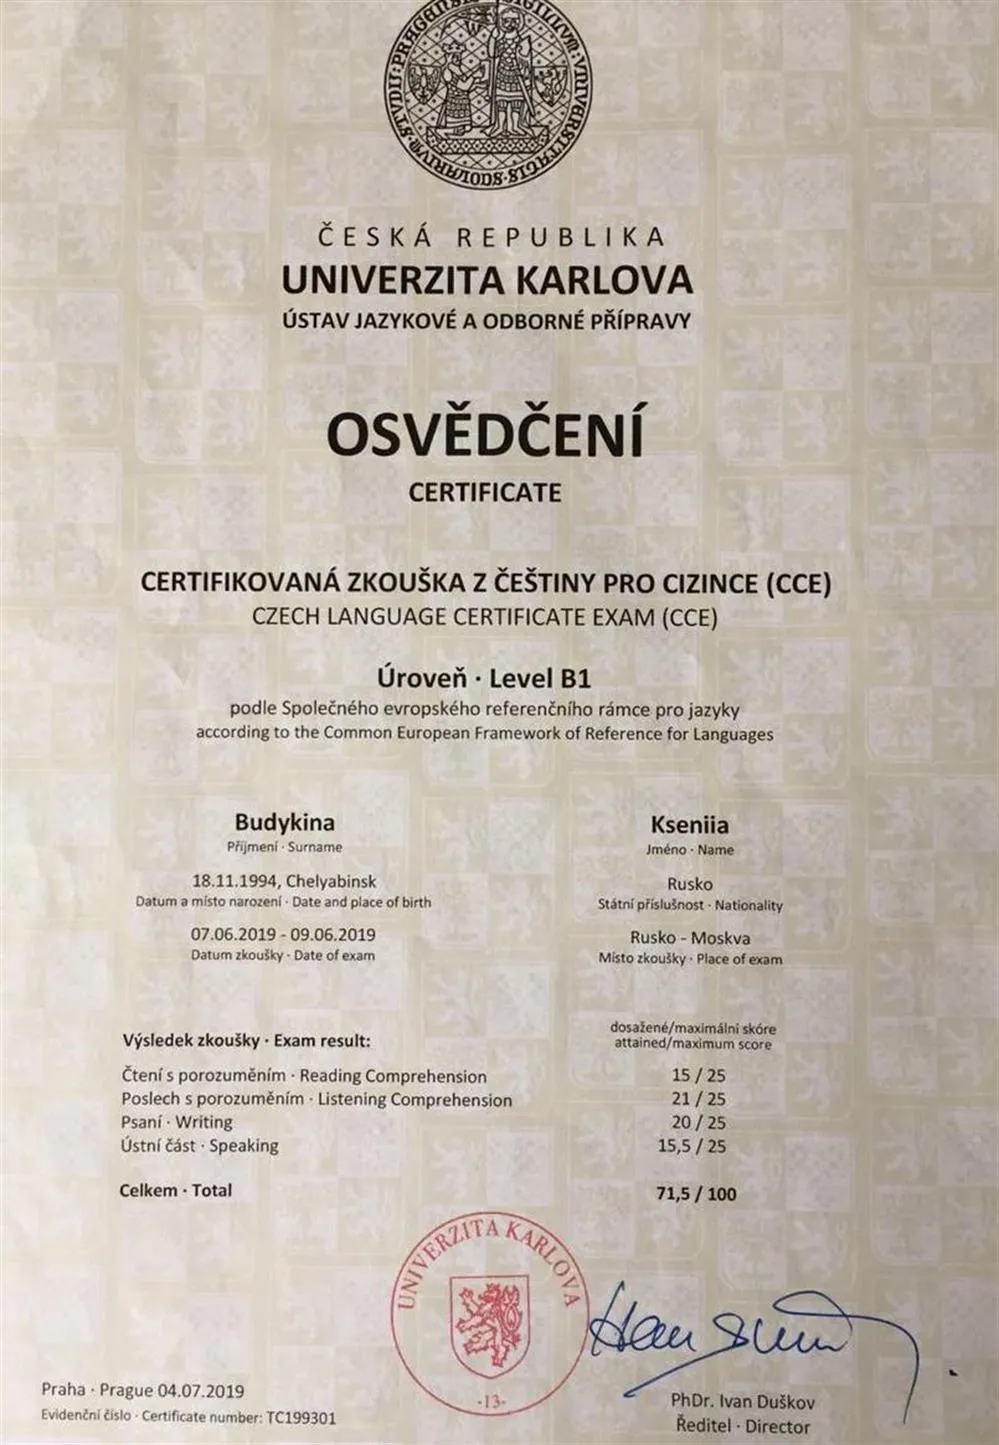 SIGILLVM·VNIVERSITATIS·SCOLARIVM·STVDII·PRAGENSIS
ČESKÁ REPUBLIKA
UNIVERZITA KARLOVA
ÚSTAV JAZYKOVÉ A ODBORNÉ PŘÍPRAVY
OSVĚDČENÍ
CERTIFICATE
CERTIFIKOVANÁ ZKOUŠKA Z ČEŠTINY PRO CIZINCE (CCE)
CZECH LANGUAGE CERTIFICATE EXAM (CCE)
Úroveň · Level B1
podle Společného evropského referenčního rámce pro jazyky
according to the Common European Framework of Reference for Languages
Budykina Kseniia
Příjmení · Surname Jméno · Name
18.11.1994, Chelyabinsk Rusko
Datum a místo narození · Date and place of birth Státní příslušnost · Nationality
07.06.2019 - 09.06.2019 Rusko - Moskva
Datum zkoušky · Date of exam Místo zkoušky · Place of exam
dosažené/maximální skóre
Výsledek zkoušky · Exam result: attained/maximum score
Čtení s porozuměním · Reading Comprehension 15 / 25
Poslech s porozuměním · Listening Comprehension 21 / 25
Psaní · Writing 20 / 25
Ústní část · Speaking 15,5 / 25
Celkem · Total 71,5 / 100
UNIVERZITA KARLOVA
-13-
Praha · Prague 04.07.2019
PhDr. Ivan Duškov
Evidenční číslo · Certificate number: TC199301
Ředitel · Director